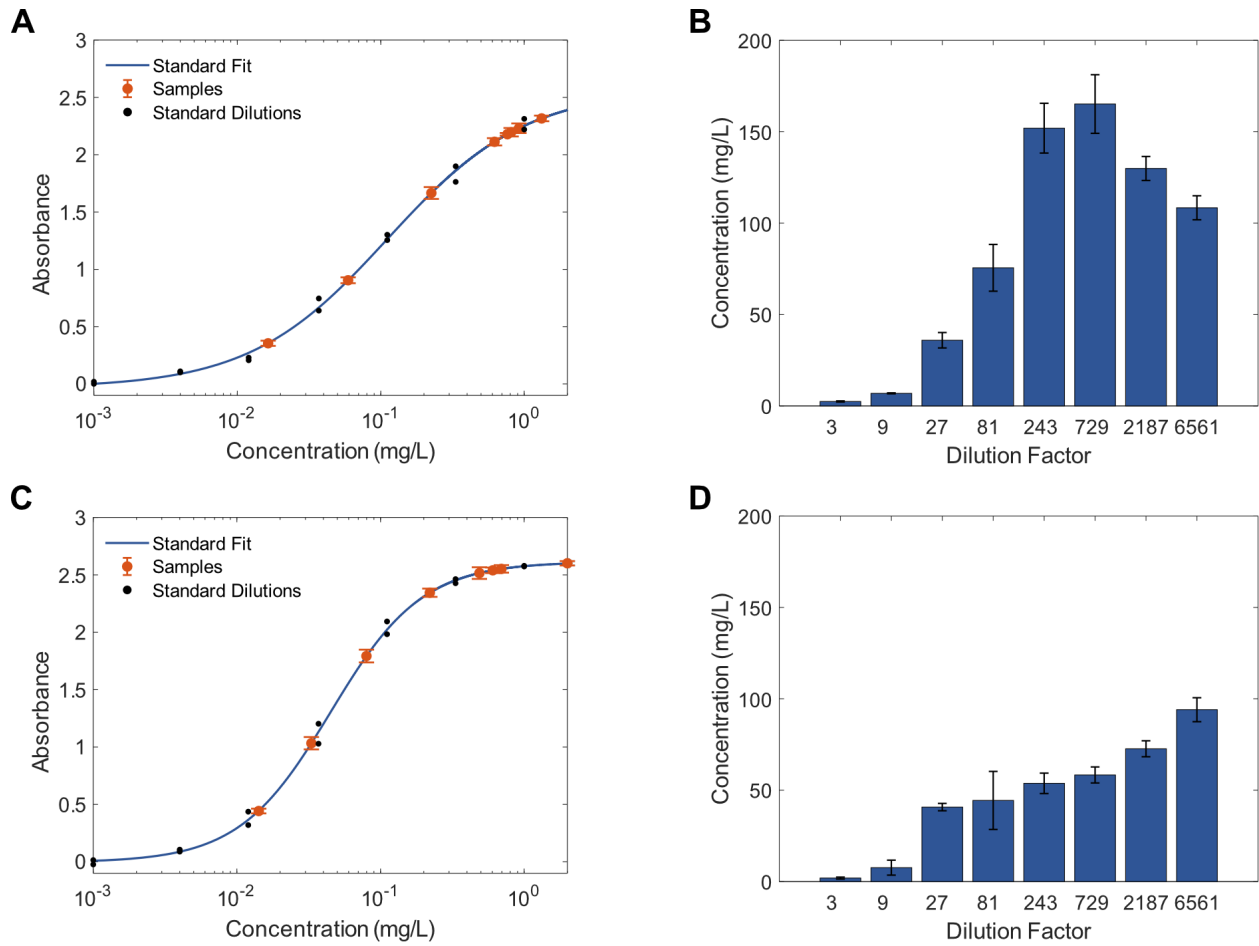 A
3
2.5
2
1.5
1
0.5
0
Absorbance
Standard Fit
Samples
Standard Dilutions
10-3
10-2
10-1
100
Concentration (mg/L)
B
200
150
100
50
0
Concentration (mg/L)
3 9 27 81 243 729 2187 6561
Dilution Factor
C
3
2.5
2
1.5
1
0.5
0
Absorbance
Standard Fit
Samples
Standard Dilutions
10-3
10-2
10-1
100
Concentration (mg/L)
D
200
150
100
50
0
Concentration (mg/L)
3 9 27 81 243 729 2187 6561
Dilution Factor